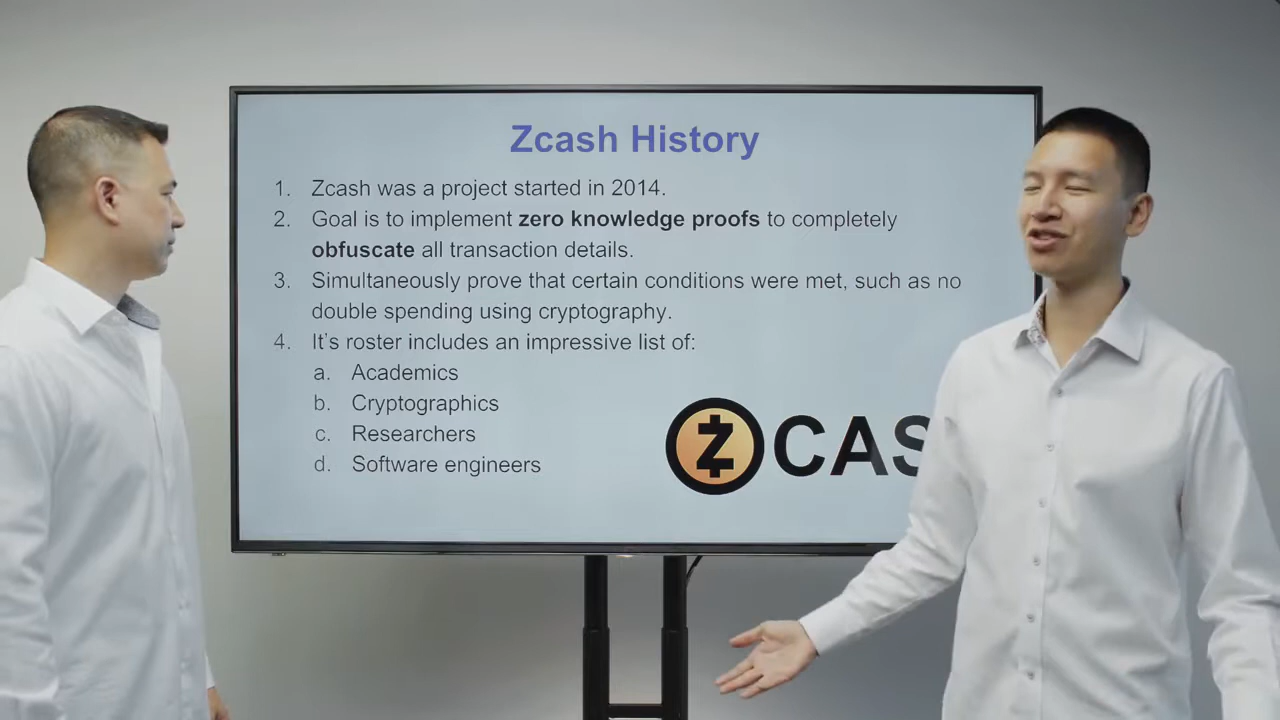 Zcash History
1. Zcash was a project started in 2014.
2. Goal is to implement zero knowledge proofs to completely
obfuscate all transaction details.
3. Simultaneously prove that certain conditions were met, such as no
double spending using cryptography.
4. It's roster includes an impressive list of:
a. Academics
b. Cryptographics
c. Researchers
d. Software engineers
ZCAS